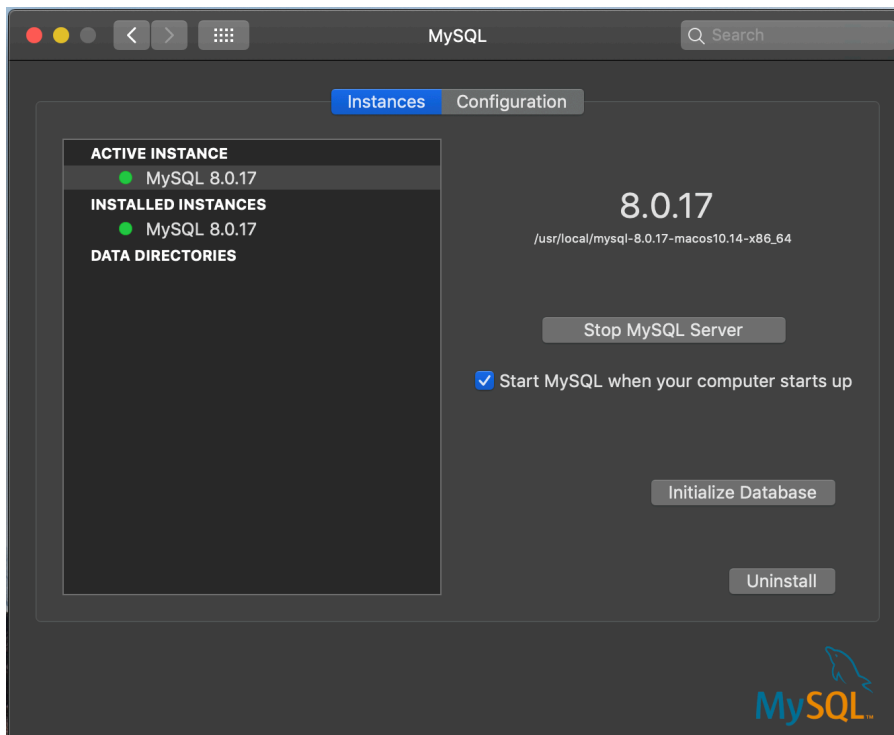 MySQL
Search
Instances
Configuration
ACTIVE INSTANCE
MySQL 8.0.17
INSTALLED INSTANCES
MySQL 8.0.17
DATA DIRECTORIES
8.0.17
/usr/local/mysql-8.0.17-macos10.14-x86_64
Stop MySQL Server
Start MySQL when your computer starts up
Initialize Database
Uninstall
MySQL™